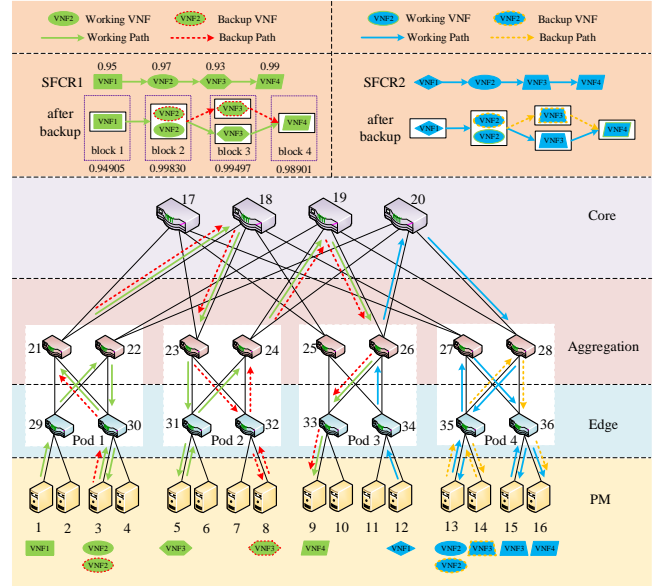 VNF2 Working VNF VNF2 Backup VNF
Working Path Backup Path
0.95 0.97 0.93 0.99
SFCR1 VNF1 VNF2 VNF3 VNF4
after backup
VNF1 VNF2 VNF2 VNF3 VNF3 VNF4
block 1 block 2 block 3 block 4
0.94905 0.99830 0.99497 0.98901
VNF2 Working VNF VNF2 Backup VNF
Working Path Backup Path
SFCR2 VNF1 VNF2 VNF3 VNF4
after backup
VNF1 VNF2 VNF2 VNF3 VNF3 VNF4
17 18 19 20 Core
21 22 23 24 25 26 27 28 Aggregation
29 30 31 32 33 34 35 36 Edge
Pod 1 Pod 2 Pod 3 Pod 4
PM
1 2 3 4 5 6 7 8 9 10 11 12 13 14 15 16
VNF1 VNF2 VNF3 VNF3 VNF4 VNF1 VNF2 VNF3 VNF3 VNF4
VNF2 VNF2